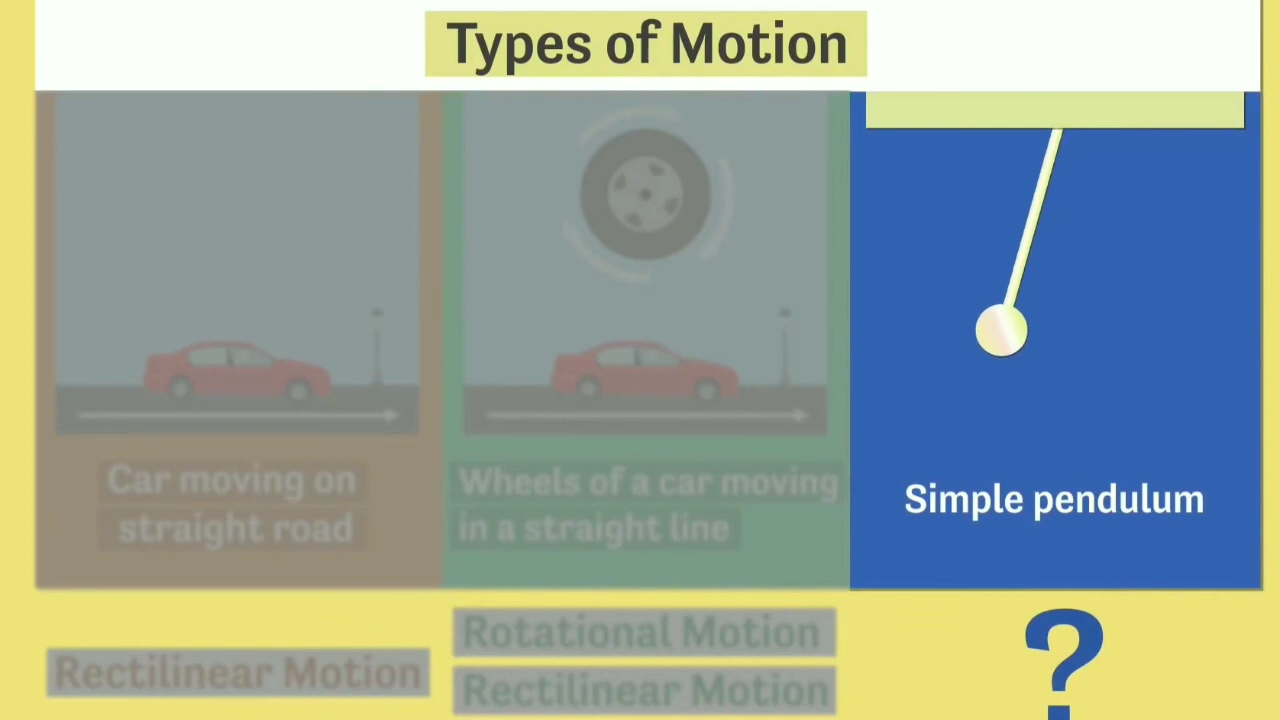 Types of Motion
Car moving on
straight road
Wheels of a car moving
in a straight line
Simple pendulum
Rectilinear Motion
Rotational Motion
Rectilinear Motion
?